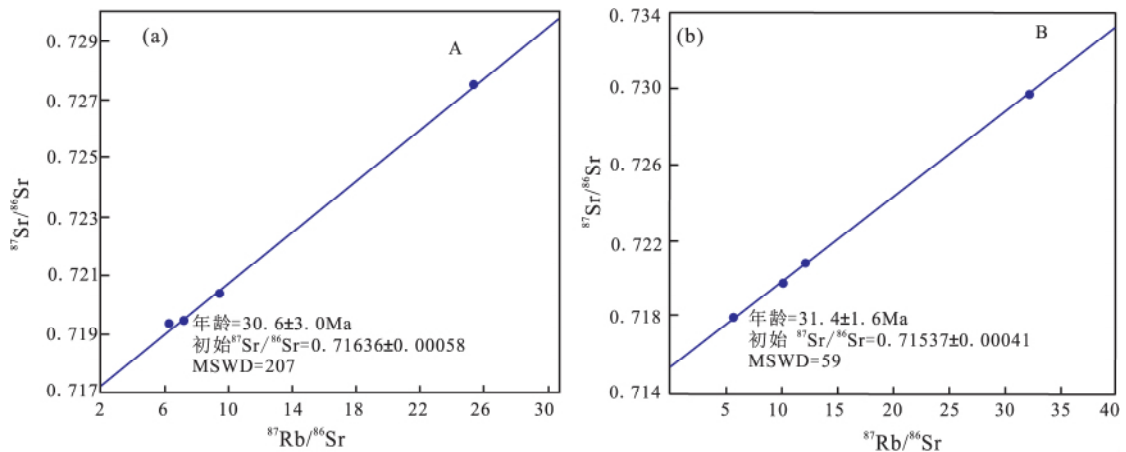 (a)
A
0.729
0.727
0.725
0.723
0.721
0.719
0.717
⁸⁷Sr/⁸⁶Sr
年龄=30.6±3.0Ma
初始⁸⁷Sr/⁸⁶Sr=0.71636±0.00058
MSWD=207
2 6 10 14 18 22 26 30
⁸⁷Rb/⁸⁶Sr
(b)
B
0.734
0.730
0.726
0.722
0.718
0.714
⁸⁷Sr/⁸⁶Sr
年龄=31.4±1.6Ma
初始 ⁸⁷Sr/⁸⁶Sr=0.71537±0.00041
MSWD=59
5 10 15 20 25 30 35 40
⁸⁷Rb/⁸⁶Sr